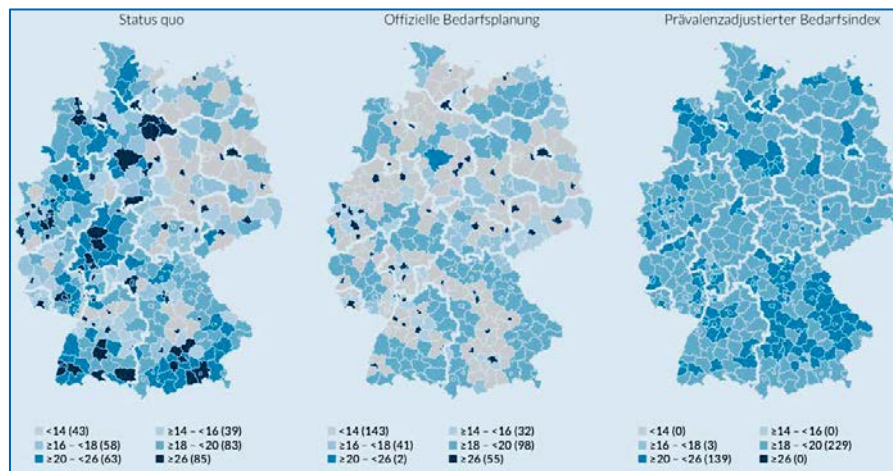 Status quo
Offizielle Bedarfsplanung
Prävalenzadjustierter Bedarfsindex
<14 (43)
≥14 – <16 (39)
≥16 – <18 (58)
≥18 – <20 (83)
≥20 – <26 (63)
≥26 (85)
<14 (143)
≥14 – <16 (32)
≥16 – <18 (41)
≥18 – <20 (98)
≥20 – <26 (2)
≥26 (55)
<14 (0)
≥14 – <16 (0)
≥16 – <18 (3)
≥18 – <20 (229)
≥20 – <26 (139)
≥26 (0)